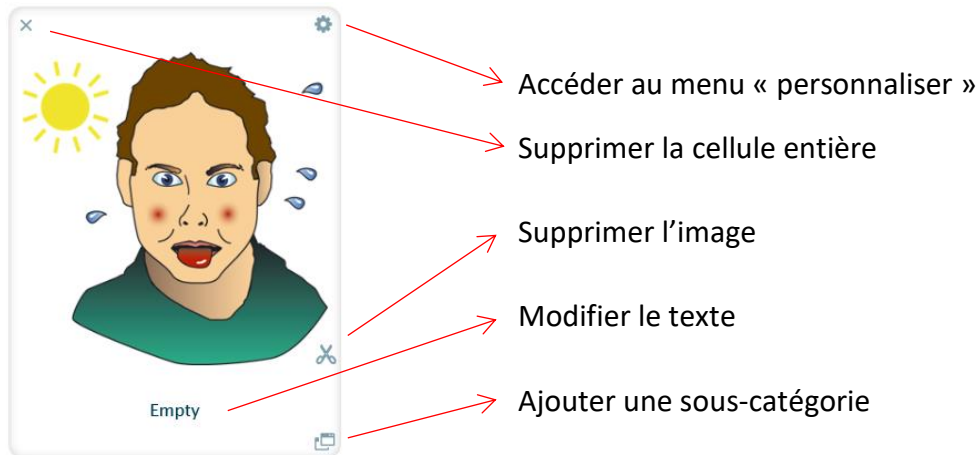 Accéder au menu « personnaliser »
Supprimer la cellule entière
Supprimer l’image
Modifier le texte
Empty
Ajouter une sous-catégorie